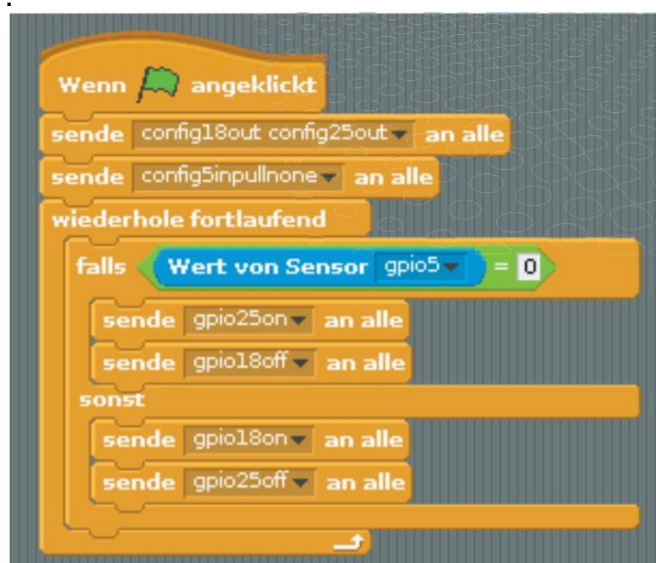 Wenn angeklickt
sende config18out config25out an alle
sende config5inpullnone an alle
wiederhole fortlaufend
falls Wert von Sensor gpio5 = 0
sende gpio25on an alle
sende gpio18off an alle
sonst
sende gpio18on an alle
sende gpio25off an alle